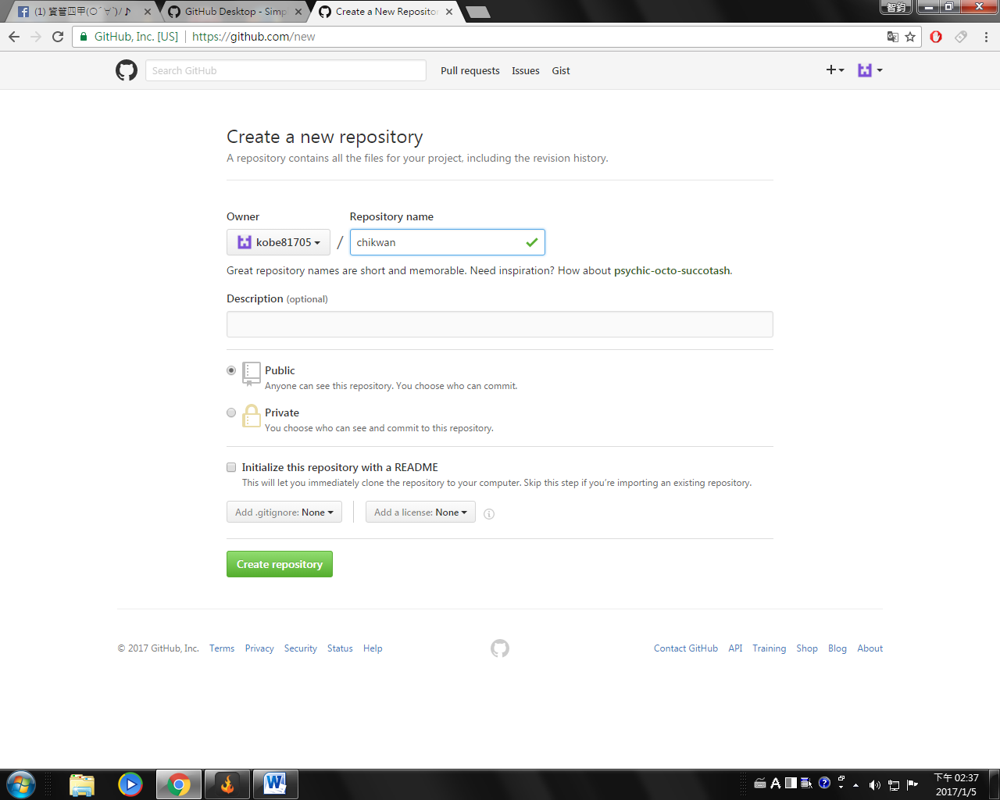 (1) 資管四甲(○´∀`)/♪
GitHub Desktop - Simpl
Create a New Repositor
智鈞
GitHub, Inc. [US]
https://github.com/new
Search GitHub
Pull requests
Issues
Gist
Create a new repository
A repository contains all the files for your project, including the revision history.
Owner
Repository name
kobe81705
/
chikwan
Great repository names are short and memorable. Need inspiration? How about psychic-octo-succotash.
Description (optional)
Public
Anyone can see this repository. You choose who can commit.
Private
You choose who can see and commit to this repository.
Initialize this repository with a README
This will let you immediately clone the repository to your computer. Skip this step if you're importing an existing repository.
Add .gitignore: None
Add a license: None
Create repository
© 2017 GitHub, Inc.
Terms
Privacy
Security
Status
Help
Contact GitHub
API
Training
Shop
Blog
About
A
下午 02:37
2017/1/5